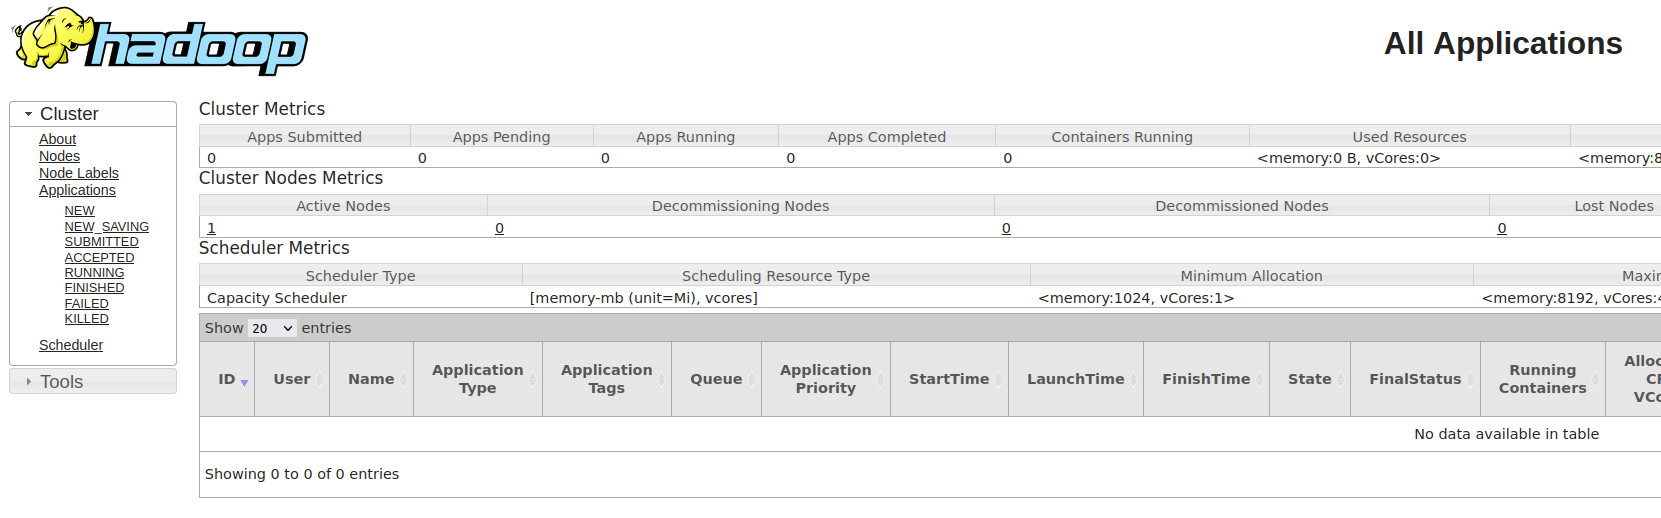 hadoop
All Applications
Cluster
About
Nodes
Node Labels
Applications
NEW
NEW_SAVING
SUBMITTED
ACCEPTED
RUNNING
FINISHED
FAILED
KILLED
Scheduler
Tools
Cluster Metrics
Apps Submitted Apps Pending Apps Running Apps Completed Containers Running Used Resources
0 0 0 0 0 <memory:0 B, vCores:0> <memory:8
Cluster Nodes Metrics
Active Nodes Decommissioning Nodes Decommissioned Nodes Lost Nodes
1 0 0 0
Scheduler Metrics
Scheduler Type Scheduling Resource Type Minimum Allocation Maxi
Capacity Scheduler [memory-mb (unit=Mi), vcores] <memory:1024, vCores:1> <memory:8192, vCores:4
Show 20 entries
ID User Name Application Type Application Tags Queue Application Priority StartTime LaunchTime FinishTime State FinalStatus Running Containers
No data available in table
Showing 0 to 0 of 0 entries